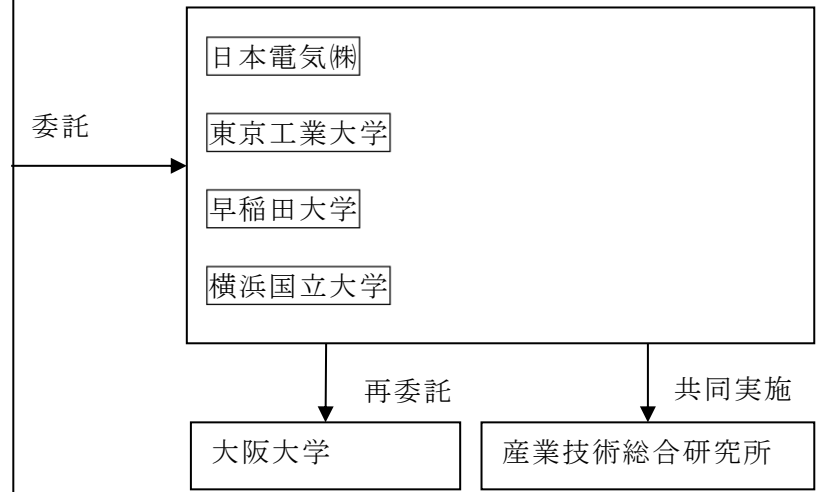 日本電気㈱
委託
東京工業大学
早稲田大学
横浜国立大学
再委託
共同実施
大阪大学
産業技術総合研究所